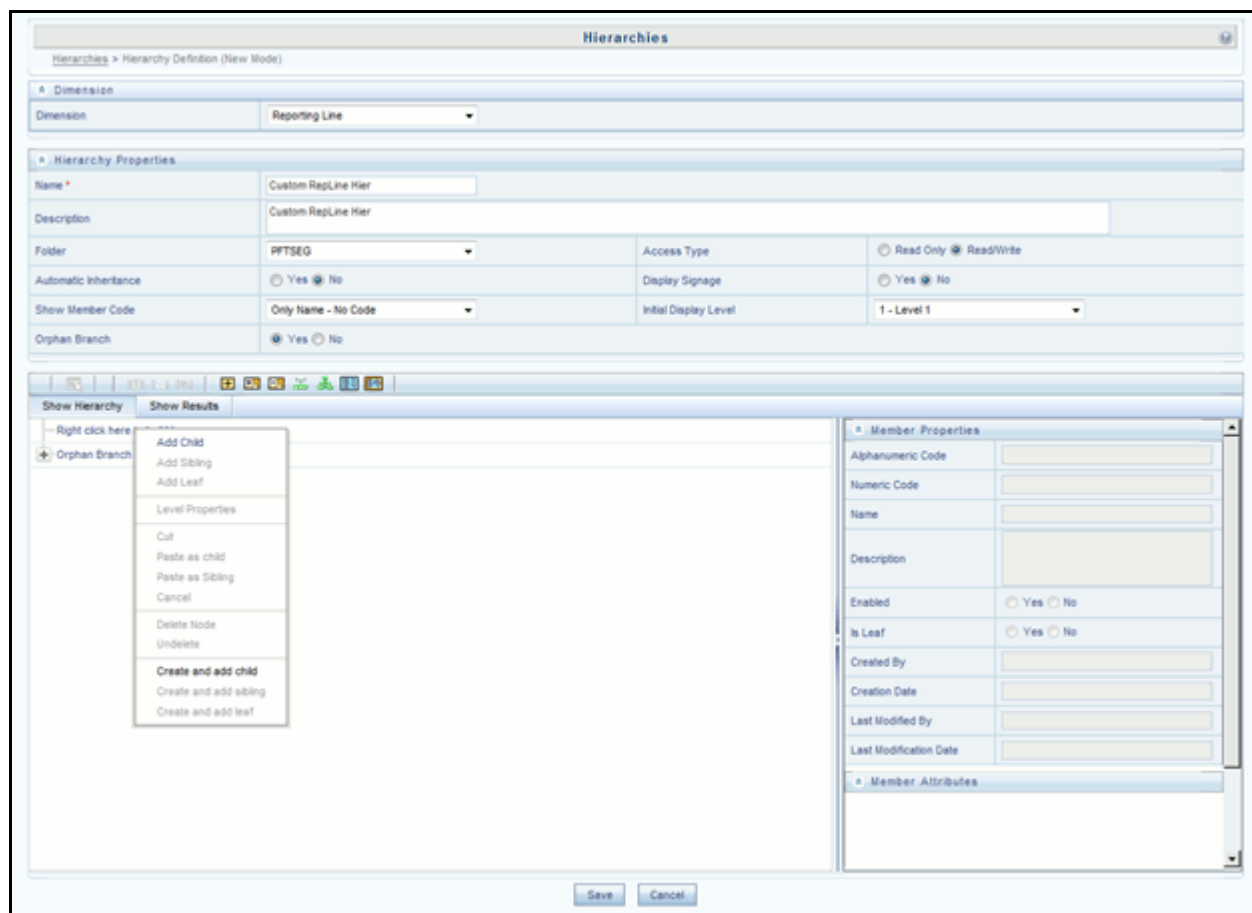 Hierarchies
Hierarchies > Hierarchy Definition (New Mode)
Dimension
Dimension Reporting Line
Hierarchy Properties
Name * Custom RepLine Hier
Description Custom RepLine Hier
Folder PFTSEG Access Type Read Only Read/Write
Automatic Inheritance Yes No Display Signage Yes No
Show Member Code Only Name - No Code Initial Display Level 1 - Level 1
Orphan Branch Yes No
Show Hierarchy Show Results
Right click here
Orphan Branch
Add Child
Add Sibling
Add Leaf
Level Properties
Cut
Paste as child
Paste as Sibling
Cancel
Delete Node
Undelete
Create and add child
Create and add sibling
Create and add leaf
Member Properties
Alphanumeric Code
Numeric Code
Name
Description
Enabled Yes No
Is Leaf Yes No
Created By
Creation Date
Last Modified By
Last Modification Date
Member Attributes
Save Cancel